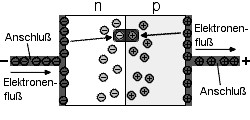 n p
Elektronen-
fluß
Anschluß
Elektronen-
fluß
Anschluß